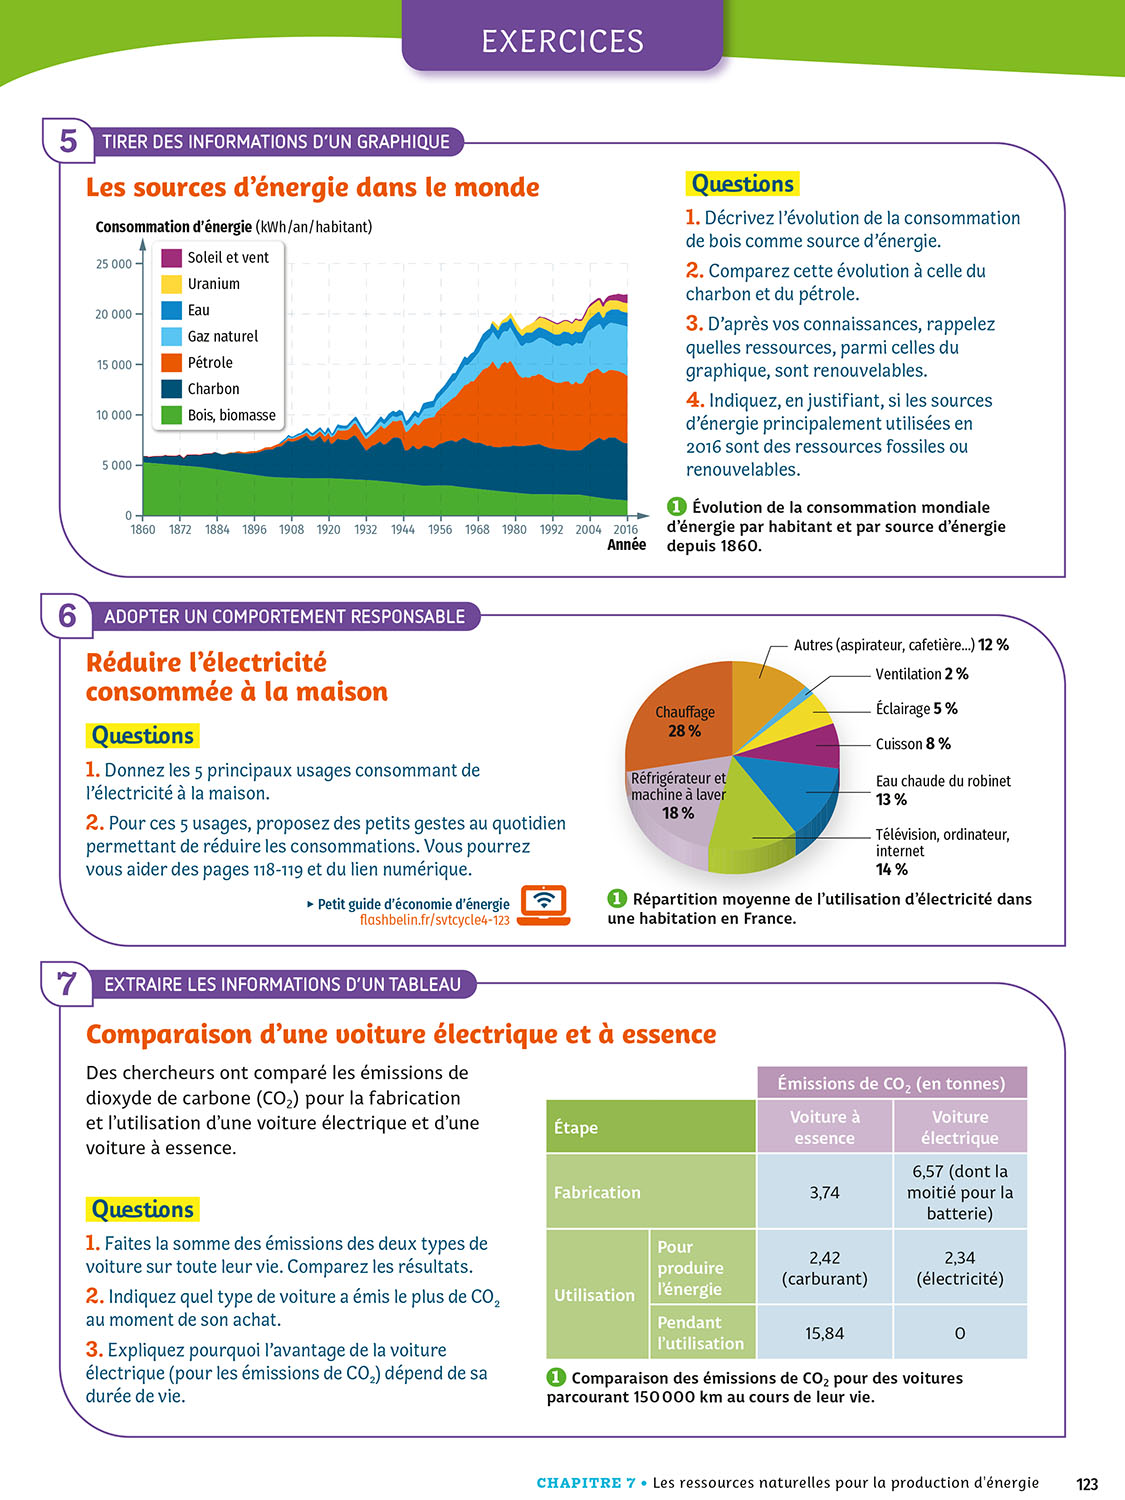 EXERCICES
5 TIRER DES INFORMATIONS D'UN GRAPHIQUE
Les sources d'énergie dans le monde
Consommation d'énergie (kWh/an/habitant)
25 000
20 000
15 000
10 000
5 000
0
Soleil et vent
Uranium
Eau
Gaz naturel
Pétrole
Charbon
Bois, biomasse
1860 1872 1884 1896 1908 1920 1932 1944 1956 1968 1980 1992 2004 2016
Année
Questions
1. Décrivez l'évolution de la consommation
de bois comme source d'énergie.
2. Comparez cette évolution à celle du
charbon et du pétrole.
3. D'après vos connaissances, rappelez
quelles ressources, parmi celles du
graphique, sont renouvelables.
4. Indiquez, en justifiant, si les sources
d'énergie principalement utilisées en
2016 sont des ressources fossiles ou
renouvelables.
1 Évolution de la consommation mondiale
d'énergie par habitant et par source d'énergie
depuis 1860.
6 ADOPTER UN COMPORTEMENT RESPONSABLE
Réduire l'électricité
consommée à la maison
Questions
1. Donnez les 5 principaux usages consommant de
l'électricité à la maison.
2. Pour ces 5 usages, proposez des petits gestes au quotidien
permettant de réduire les consommations. Vous pourrez
vous aider des pages 118-119 et du lien numérique.
▸ Petit guide d'économie d'énergie
flashbelin.fr/svtcycle4-123
Autres (aspirateur, cafetière...) 12 %
Ventilation 2 %
Éclairage 5 %
Cuisson 8 %
Eau chaude du robinet
13 %
Télévision, ordinateur,
internet
14 %
Chauffage
28 %
Réfrigérateur et
machine à laver
18 %
1 Répartition moyenne de l'utilisation d'électricité dans
une habitation en France.
7 EXTRAIRE LES INFORMATIONS D'UN TABLEAU
Comparaison d'une voiture électrique et à essence
Des chercheurs ont comparé les émissions de
dioxyde de carbone (CO₂) pour la fabrication
et l'utilisation d'une voiture électrique et d'une
voiture à essence.
Questions
1. Faites la somme des émissions des deux types de
voiture sur toute leur vie. Comparez les résultats.
2. Indiquez quel type de voiture a émis le plus de CO₂
au moment de son achat.
3. Expliquez pourquoi l'avantage de la voiture
électrique (pour les émissions de CO₂) dépend de sa
durée de vie.
Émissions de CO₂ (en tonnes)
Étape
Voiture à
essence
Voiture
électrique
Fabrication
3,74
6,57 (dont la
moitié pour la
batterie)
Utilisation
Pour
produire
l'énergie
2,42
(carburant)
2,34
(électricité)
Pendant
l'utilisation
15,84
0
1 Comparaison des émissions de CO₂ pour des voitures
parcourant 150 000 km au cours de leur vie.
CHAPITRE 7 • Les ressources naturelles pour la production d'énergie 123